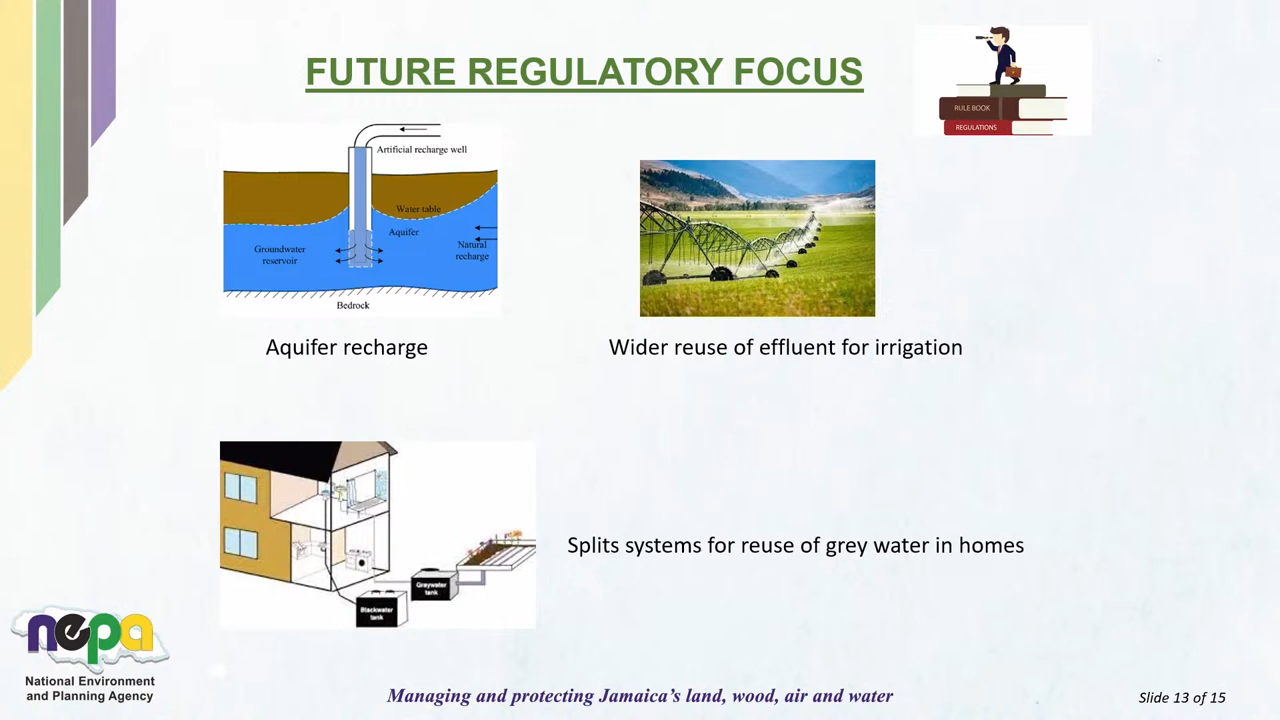 FUTURE REGULATORY FOCUS
RULE BOOK
REGULATIONS
Artificial recharge well
Water table
Aquifer
Groundwater
reservoir
Natural
recharge
Bedrock
Aquifer recharge
Wider reuse of effluent for irrigation
Greywater
tank
Blackwater
tank
Splits systems for reuse of grey water in homes
nepa
National Environment
and Planning Agency
Managing and protecting Jamaica's land, wood, air and water
Slide 13 of 15